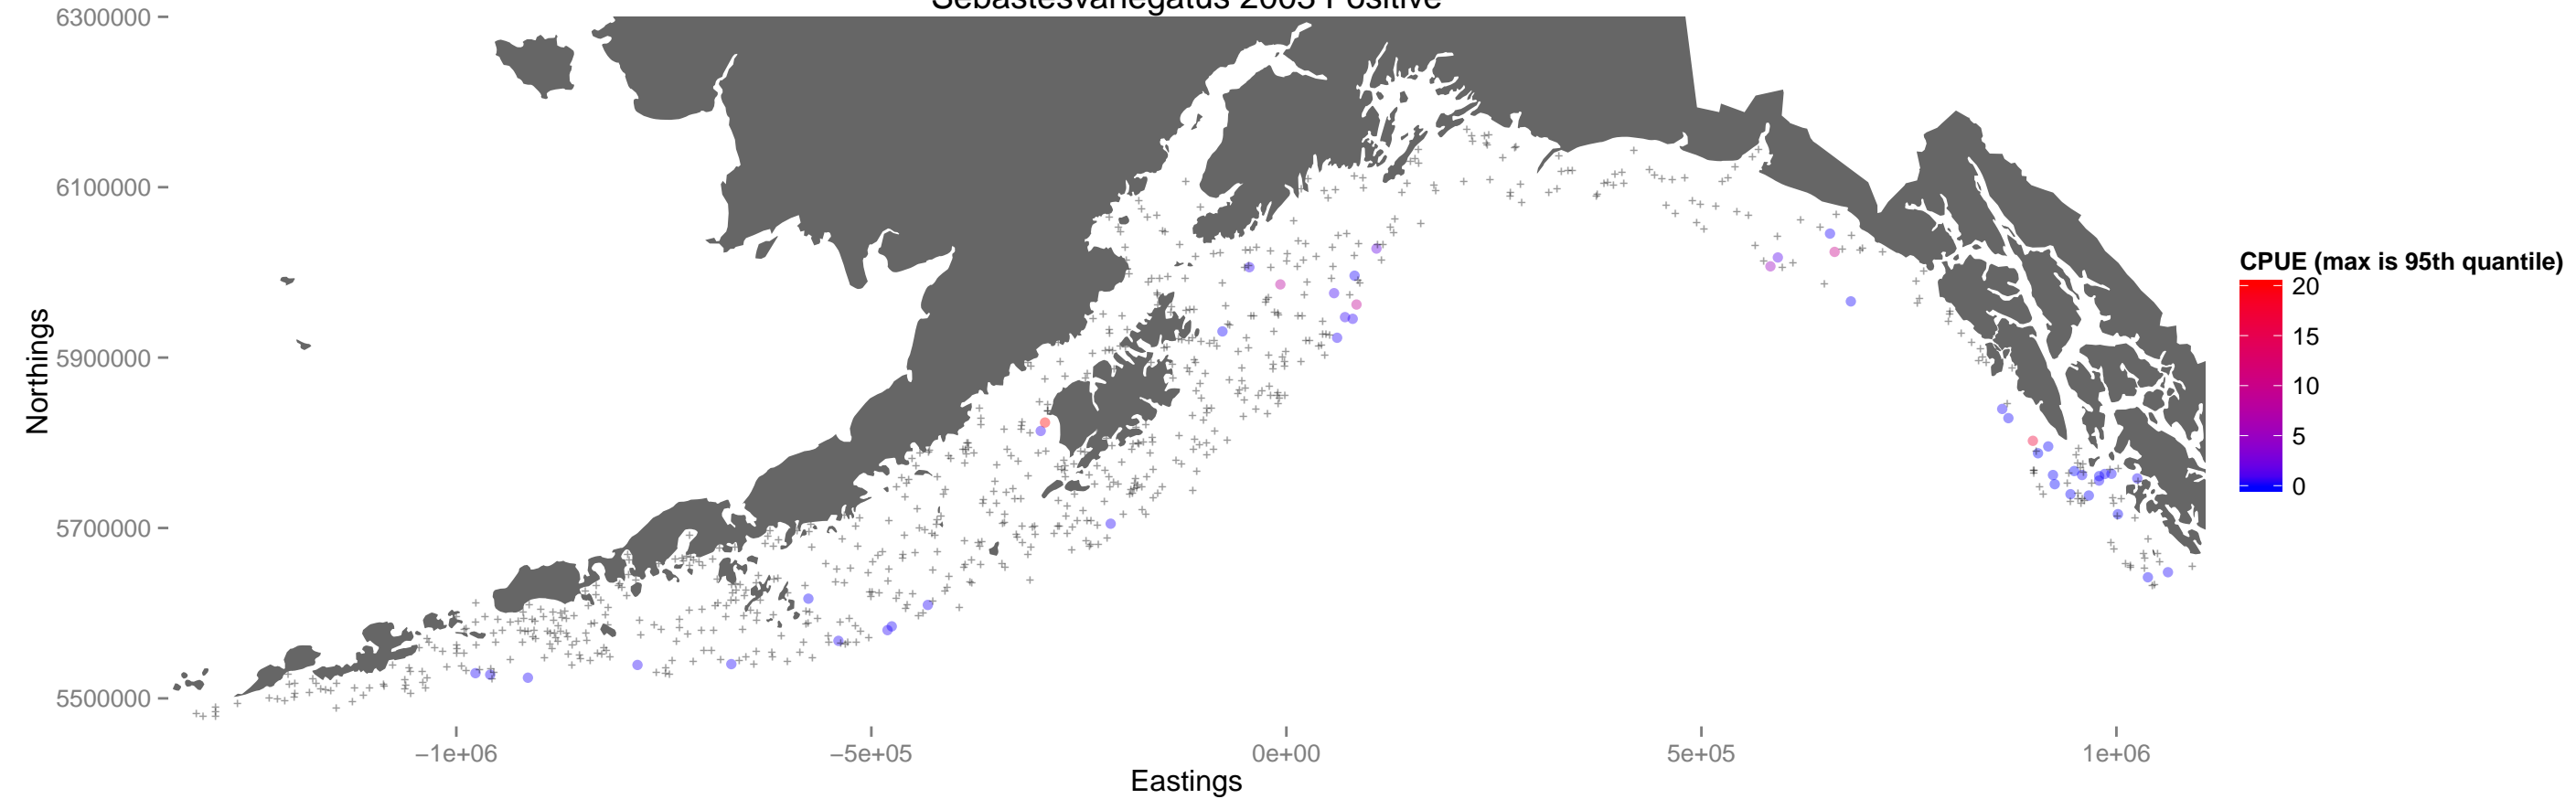 Sebastesvariegatus 2003 Positive
6300000
6100000
5900000
5700000
5500000
Northings
−1e+06
−5e+05
0e+00
5e+05
1e+06
Eastings
CPUE (max is 95th quantile)
20
15
10
5
0